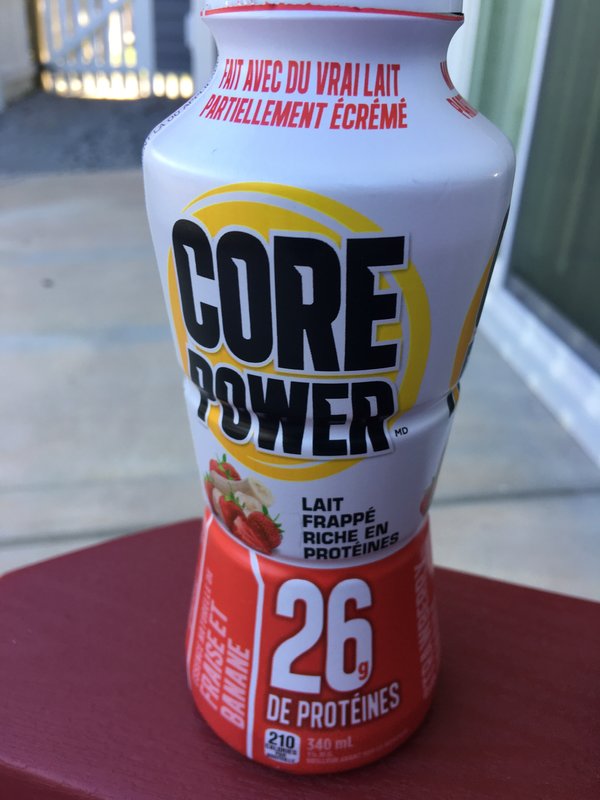 FAIT AVEC DU VRAI LAIT
PARTIELLEMENT ÉCRÉMÉ
CORE
POWER
MD
LAIT
FRAPPÉ
RICHE EN
PROTÉINES
FRAISE ET
BANANE
26g
DE PROTÉINES
210
CALORIES
340 mL